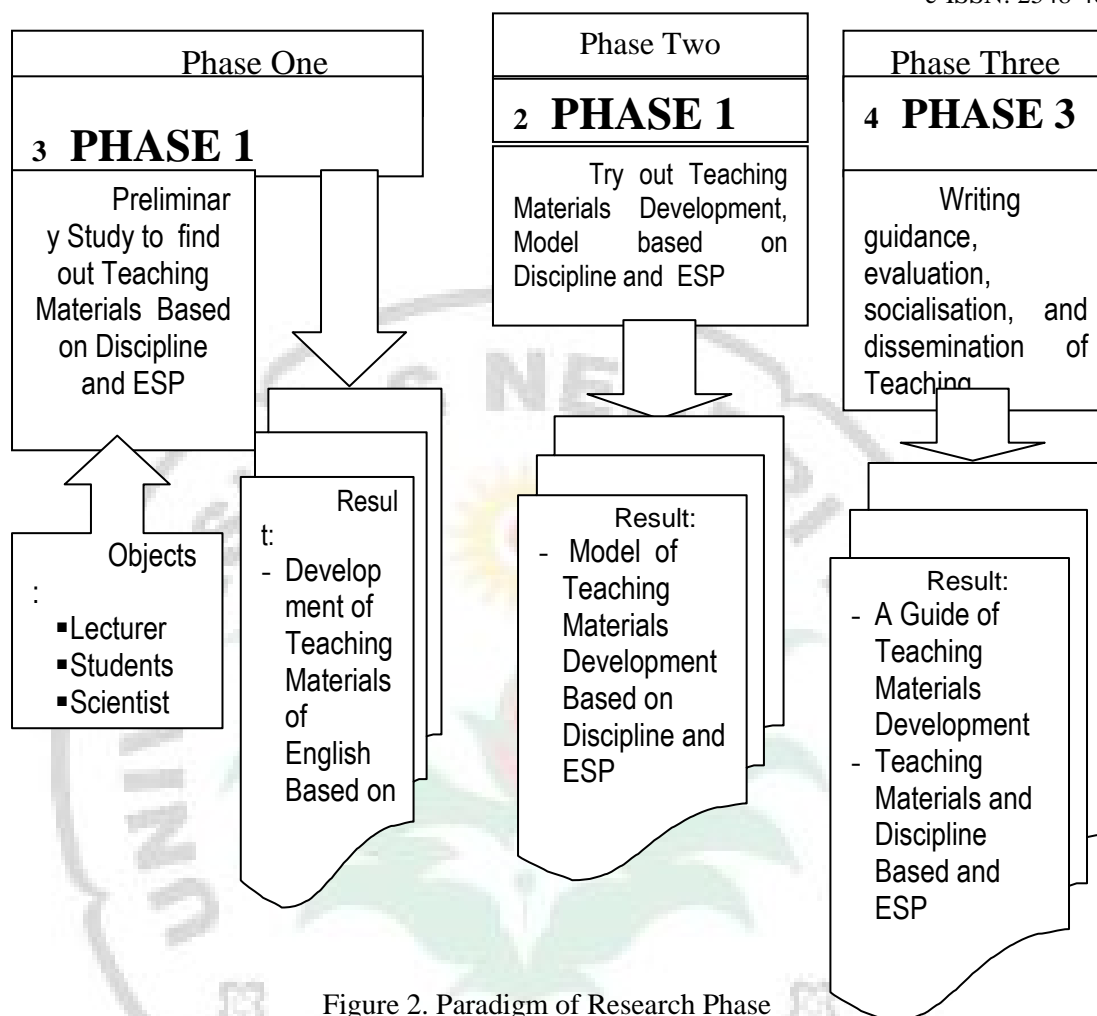 Phase One
3 PHASE 1
Preliminar
y Study to find
out Teaching
Materials Based
on Discipline
and ESP
Objects
:
▪Lecturer
▪Students
▪Scientist
Resul
t:
- Develop
ment of
Teaching
Materials
of
English
Based on
Phase Two
2 PHASE 1
Try out Teaching
Materials Development,
Model based on
Discipline and ESP
Result:
- Model of
Teaching
Materials
Development
Based on
Discipline and
ESP
Phase Three
4 PHASE 3
Writing
guidance,
evaluation,
socialisation, and
dissemination of
Teaching
Result:
- A Guide of
Teaching
Materials
Development
- Teaching
Materials and
Discipline
Based and
ESP
Figure 2. Paradigm of Research Phase